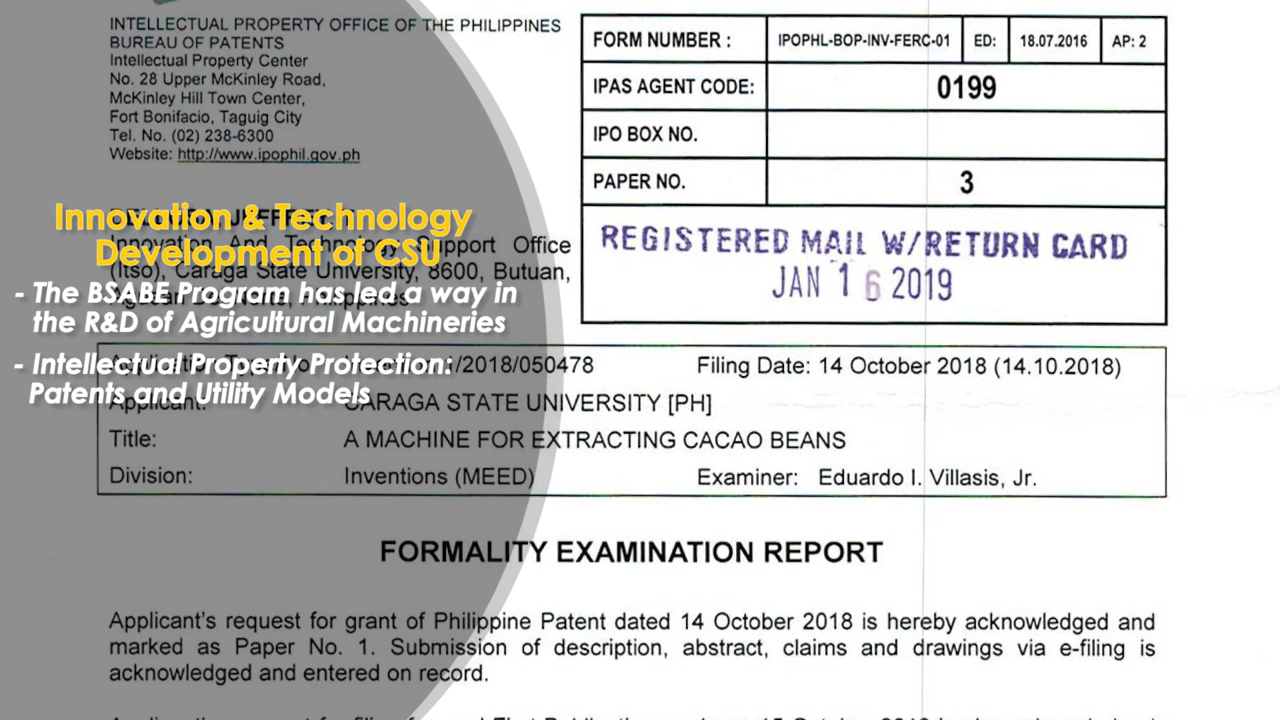 INTELLECTUAL PROPERTY OFFICE OF THE PHILIPPINES
BUREAU OF PATENTS
Intellectual Property Center
No. 28 Upper McKinley Road,
McKinley Hill Town Center,
Fort Bonifacio, Taguig City
Tel. No. (02) 238-6300
Website: http://www.ipophil.gov.ph
FORM NUMBER : IPOPHL-BOP-INV-FERC-01 ED: 18.07.2016 AP: 2
IPAS AGENT CODE: 0199
IPO BOX NO.
PAPER NO. 3
REGISTERED MAIL W/RETURN CARD
JAN 16 2019
Innovation & Technology
Development of CSU
- The BSABE Program has led a way in
the R&D of Agricultural Machineries
- Intellectual Property Protection:
Patents and Utility Models
Innovation And Technology Support Office
(Itso), Caraga State University, 8600, Butuan,
Philippines
/2018/050478 Filing Date: 14 October 2018 (14.10.2018)
Applicant: CARAGA STATE UNIVERSITY [PH]
Title: A MACHINE FOR EXTRACTING CACAO BEANS
Division: Inventions (MEED) Examiner: Eduardo I. Villasis, Jr.
FORMALITY EXAMINATION REPORT
Applicant's request for grant of Philippine Patent dated 14 October 2018 is hereby acknowledged and
marked as Paper No. 1. Submission of description, abstract, claims and drawings via e-filing is
acknowledged and entered on record.